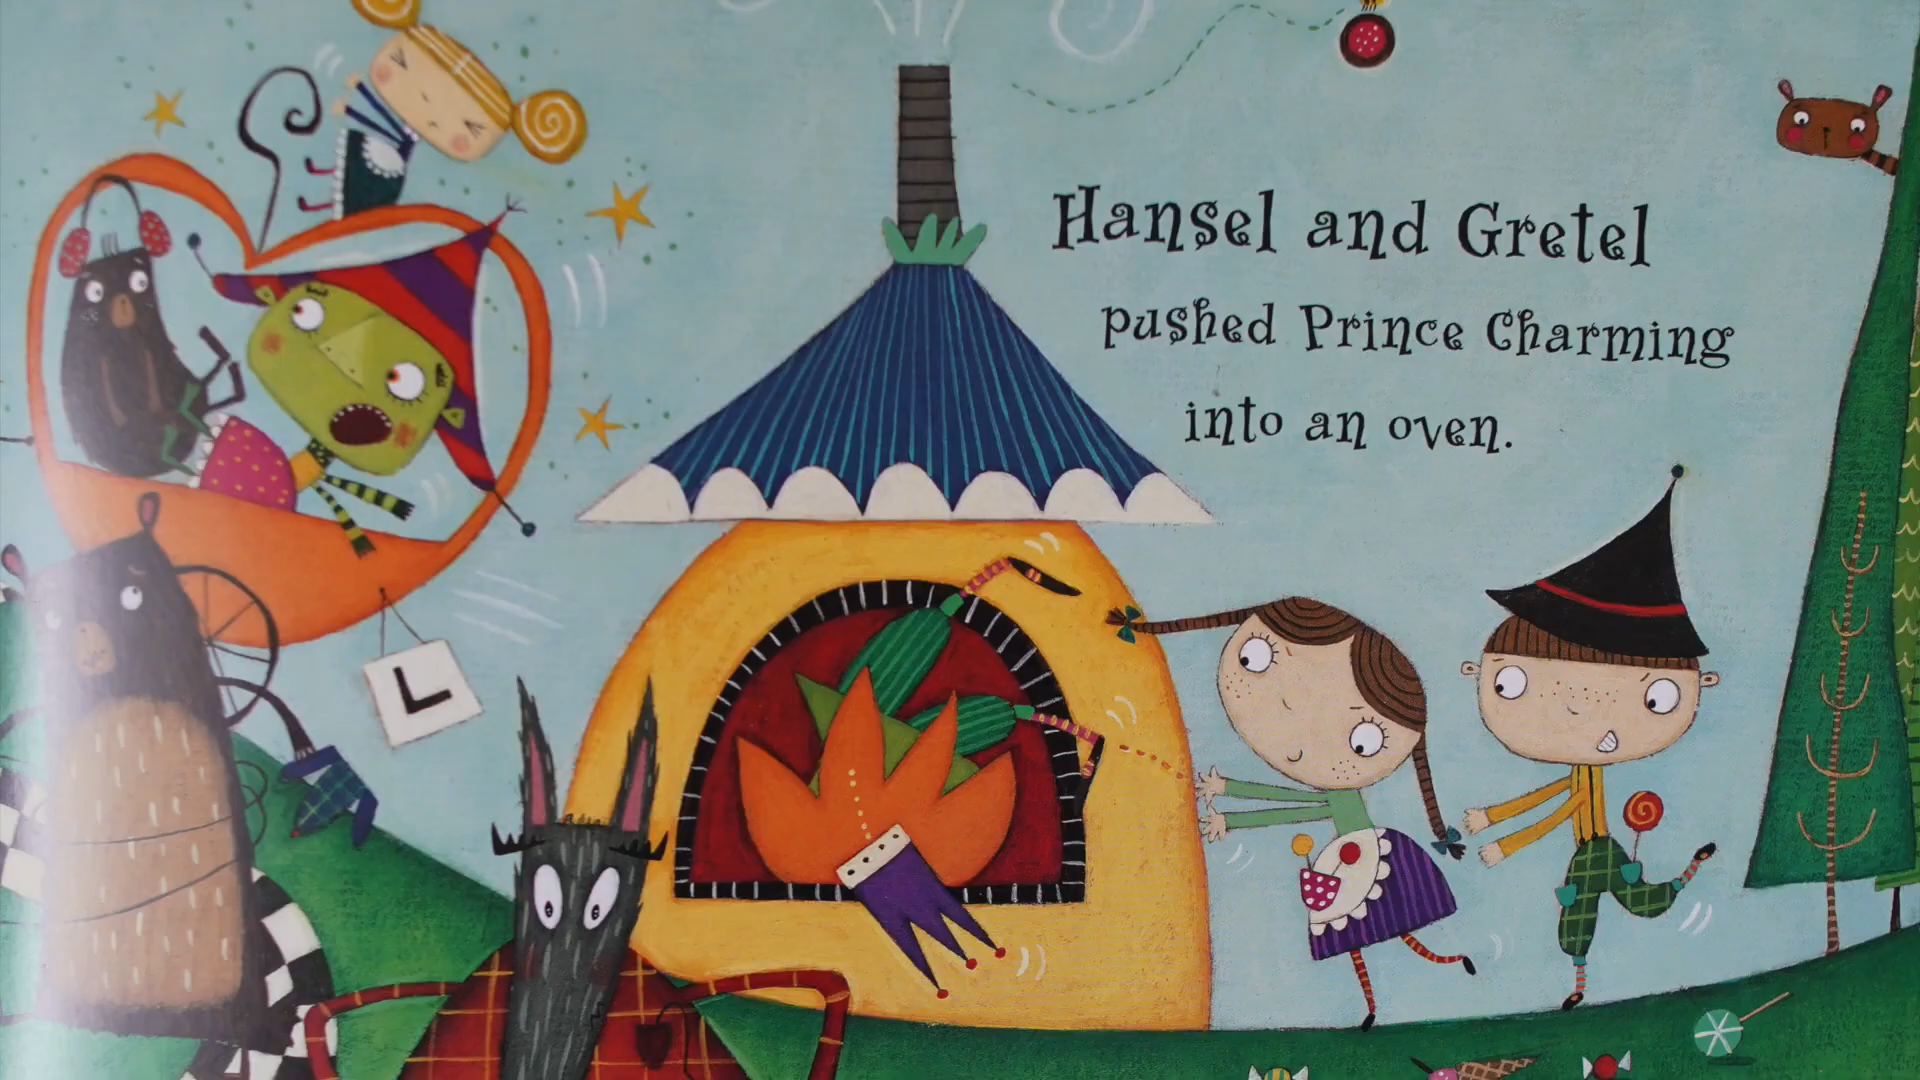 Hansel and Gretel
pushed Prince Charming
into an oven.
L